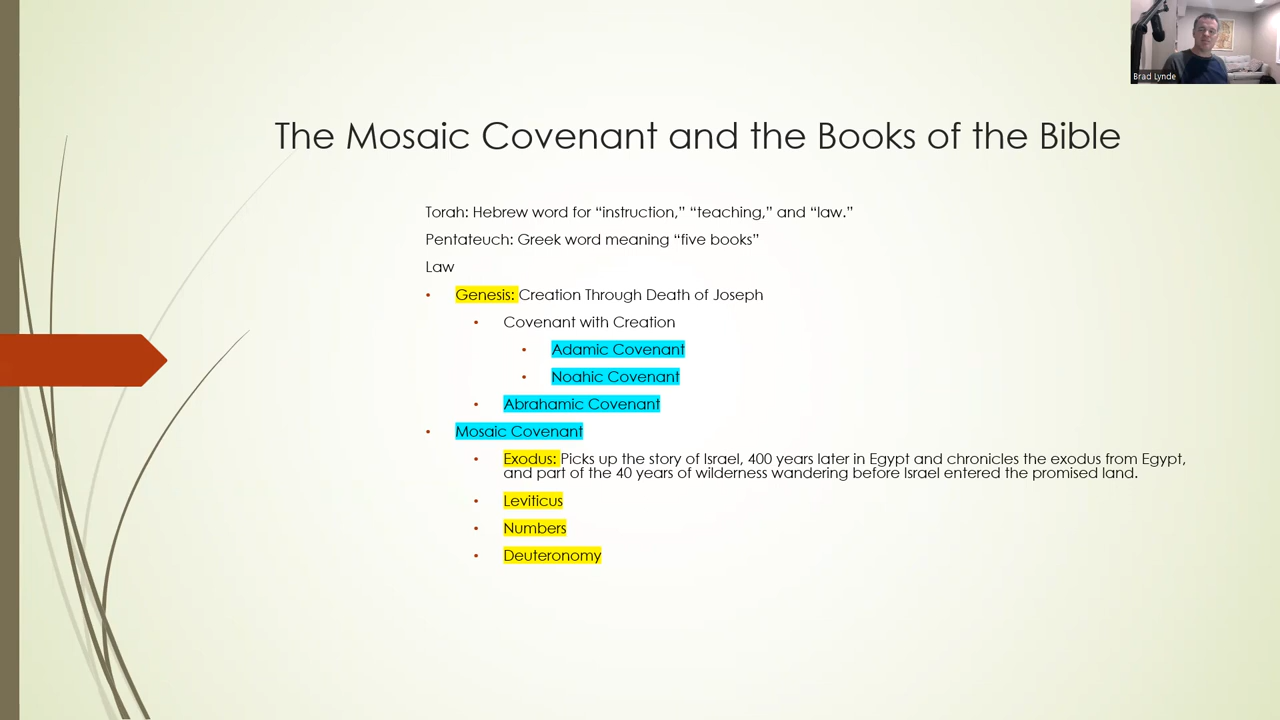 Brad Lynde
The Mosaic Covenant and the Books of the Bible
Torah: Hebrew word for “instruction,” “teaching,” and “law.”
Pentateuch: Greek word meaning “five books”
Law
• Genesis: Creation Through Death of Joseph
• Covenant with Creation
• Adamic Covenant
• Noahic Covenant
• Abrahamic Covenant
• Mosaic Covenant
• Exodus: Picks up the story of Israel, 400 years later in Egypt and chronicles the exodus from Egypt,
and part of the 40 years of wilderness wandering before Israel entered the promised land.
• Leviticus
• Numbers
• Deuteronomy